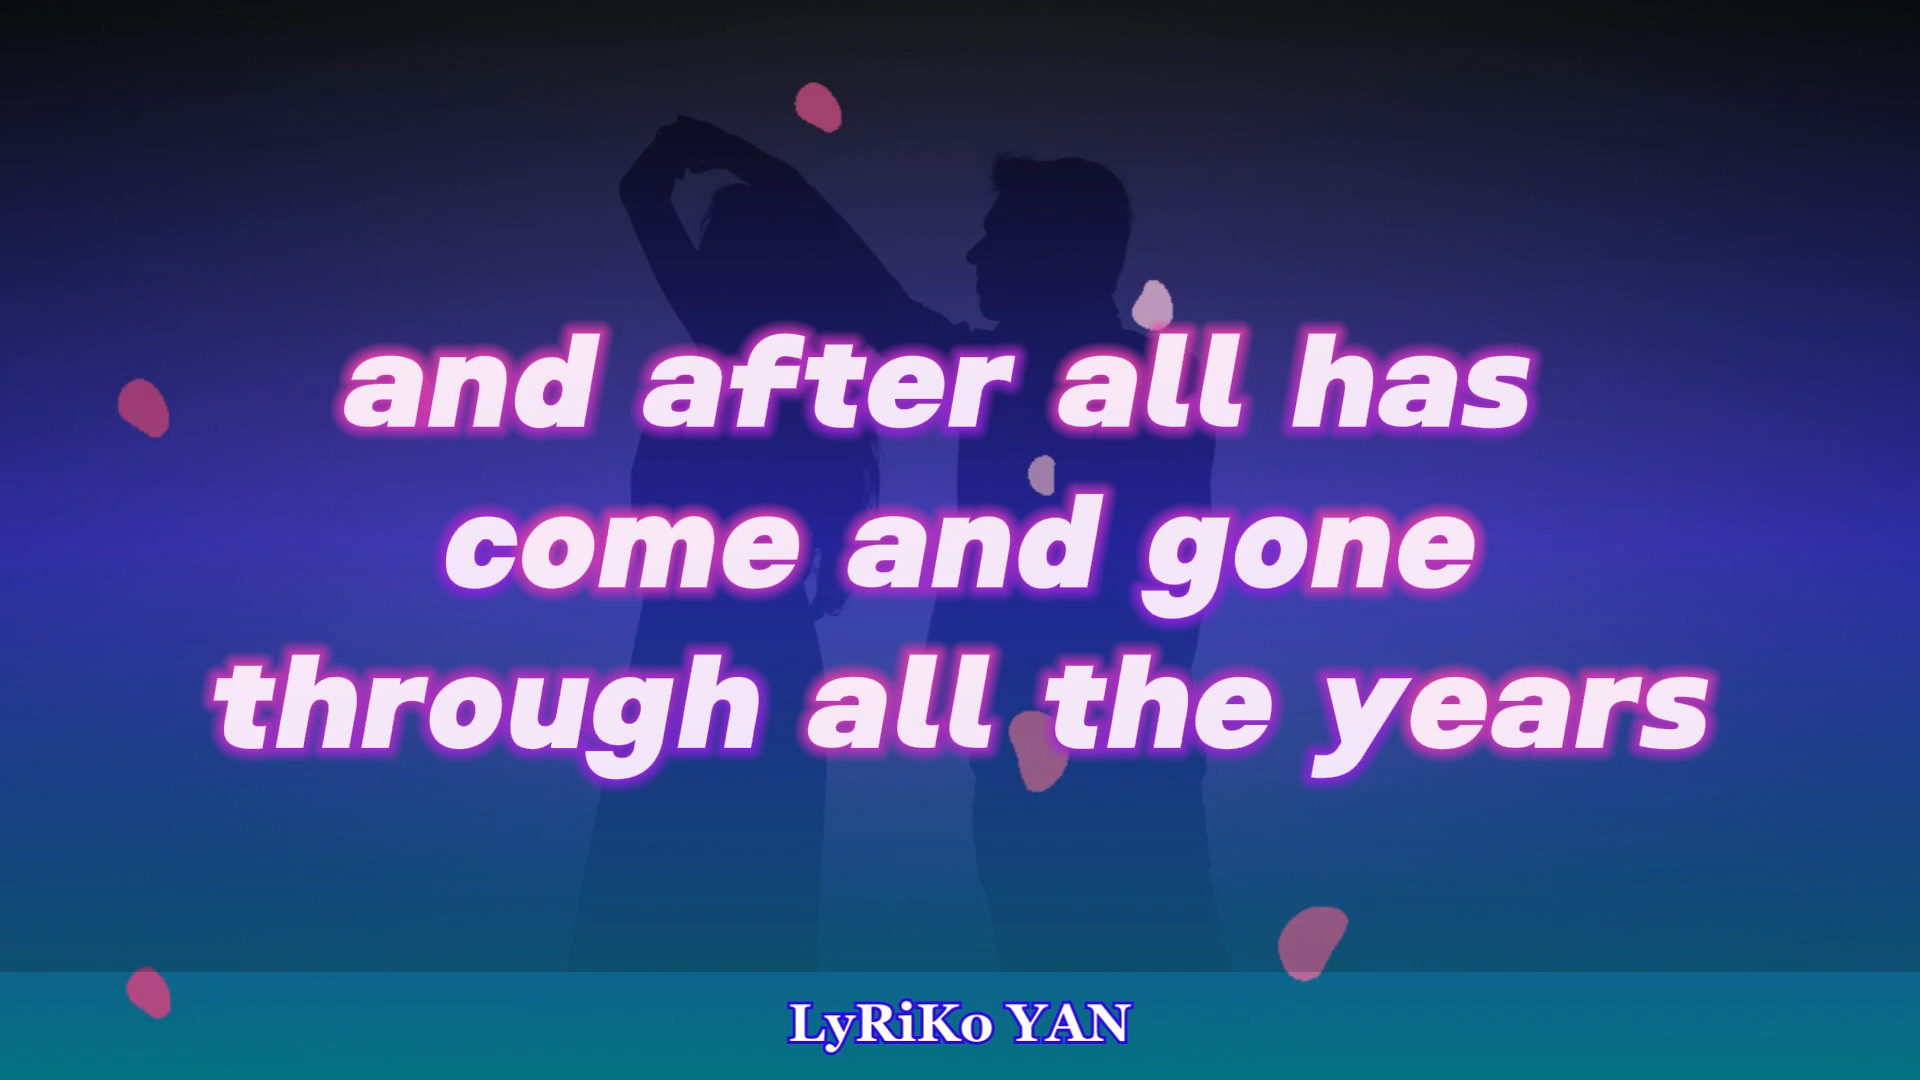 and after all has
come and gone
through all the years
LyRiKo YAN